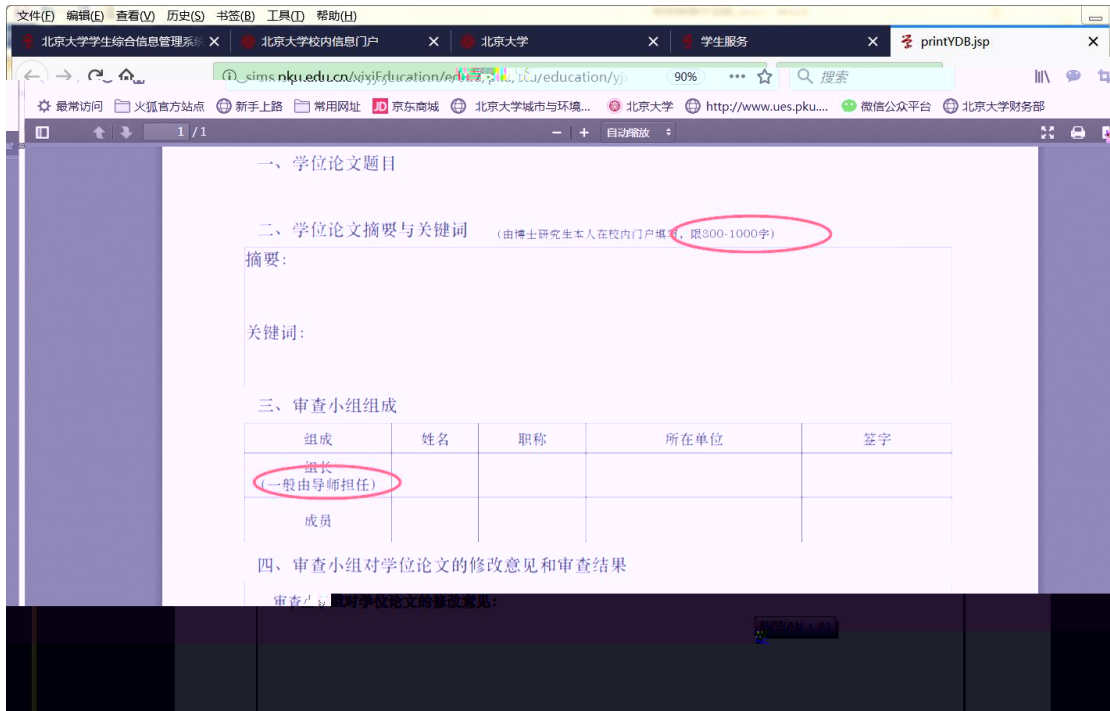 文件(F) 编辑(E) 查看(V) 历史(S) 书签(B) 工具(T) 帮助(H)
北京大学学生综合信息管理系统 北京大学校内信息门户 北京大学 学生服务 printYDB.jsp
sims.pku.edu.cn/ /education/yj 90% 搜索
最常访问 火狐官方站点 新手上路 常用网址 JD 京东商城 北京大学城市与环境... 北京大学 http://www.ues.pku.... 微信公众平台 北京大学财务部
1 / 1 自动缩放
一、学位论文题目
二、学位论文摘要与关键词 (由博士研究生本人在校内门户填写，限800-1000字)
摘要：
关键词：
三、审查小组组成
组成 姓名 职称 所在单位 签字
组长
(一般由导师担任)
成员
四、审查小组对学位论文的修改意见和审查结果
审查小组对学位论文的修改意见：